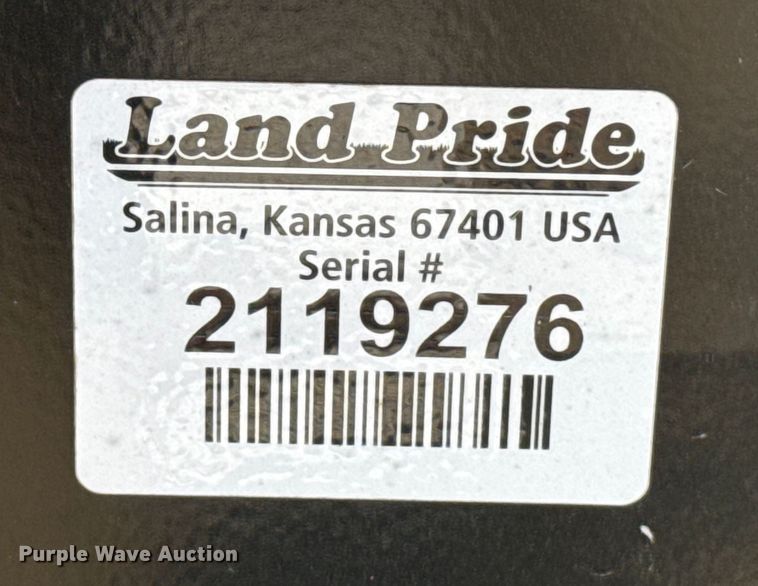 Land Pride
Salina, Kansas 67401 USA
Serial #
2119276
Purple Wave Auction